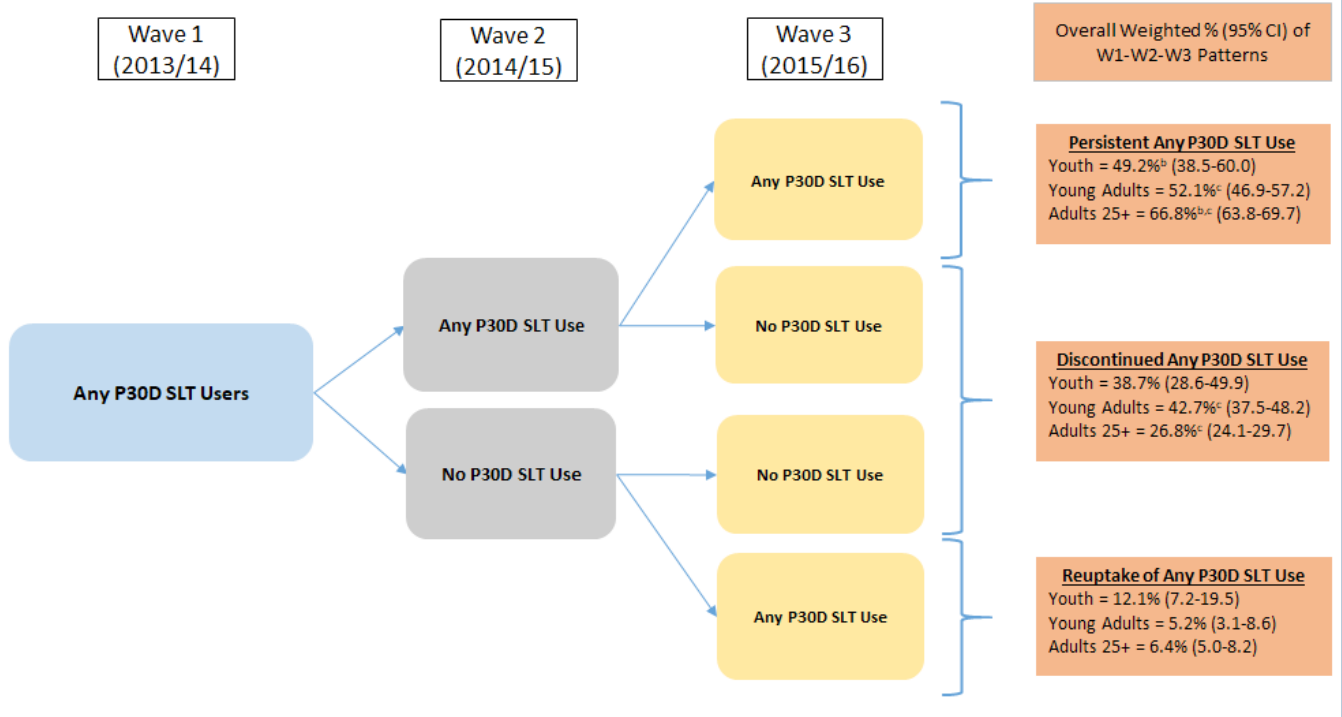 Wave 1
(2013/14)
Wave 2
(2014/15)
Wave 3
(2015/16)
Overall Weighted % (95% CI) of
W1-W2-W3 Patterns
Any P30D SLT Users
Any P30D SLT Use
No P30D SLT Use
Any P30D SLT Use
No P30D SLT Use
No P30D SLT Use
Any P30D SLT Use
Persistent Any P30D SLT Use
Youth = 49.2%ᵇ (38.5-60.0)
Young Adults = 52.1%ᶜ (46.9-57.2)
Adults 25+ = 66.8%ᵇ,ᶜ (63.8-69.7)
Discontinued Any P30D SLT Use
Youth = 38.7% (28.6-49.9)
Young Adults = 42.7%ᶜ (37.5-48.2)
Adults 25+ = 26.8%ᶜ (24.1-29.7)
Reuptake of Any P30D SLT Use
Youth = 12.1% (7.2-19.5)
Young Adults = 5.2% (3.1-8.6)
Adults 25+ = 6.4% (5.0-8.2)